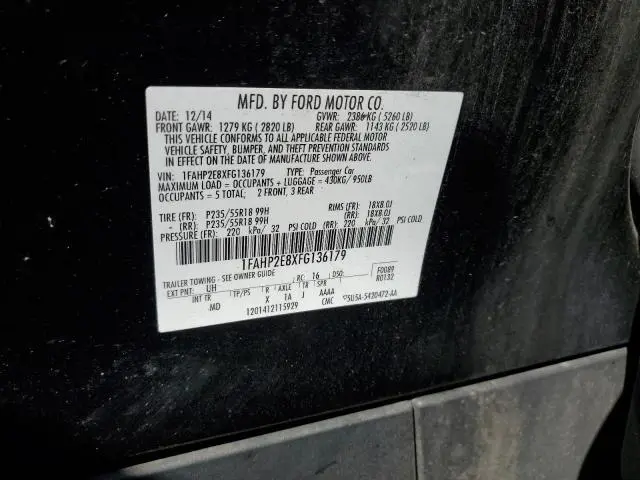 MFD. BY FORD MOTOR CO.
DATE: 12/14 GVWR: 2386 KG ( 5260 LB)
FRONT GAWR: 1279 KG ( 2820 LB) REAR GAWR: 1143 KG ( 2520 LB)
THIS VEHICLE CONFORMS TO ALL APPLICABLE FEDERAL MOTOR
VEHICLE SAFETY, BUMPER, AND THEFT PREVENTION STANDARDS
IN EFFECT ON THE DATE OF MANUFACTURE SHOWN ABOVE.
VIN: 1FAHP2E8XFG136179 TYPE: Passenger Car
MAXIMUM LOAD = OCCUPANTS + LUGGAGE = 430KG/950LB
OCCUPANTS = 5 TOTAL; 2 FRONT, 3 REAR
TIRE (FR): P235/55R18 99H RIMS (FR): 18X8.0J
- (RR): P235/55R18 99H (RR): 18X8.0J
PRESSURE (FR): 220 kPa/ 32 PSI COLD (RR): 220 kPa/ 32 PSI COLD
1FAHP2E8XFG136179
TRAILER TOWING - SEE OWNER GUIDE
EXT PNT: UH RC: 16 DSO: F0089
INT TR TP/PS R AXLE TR SPR R0132
.MD X 1A J AAAA
1201412115929 CMC 5U5A-5420472-AA